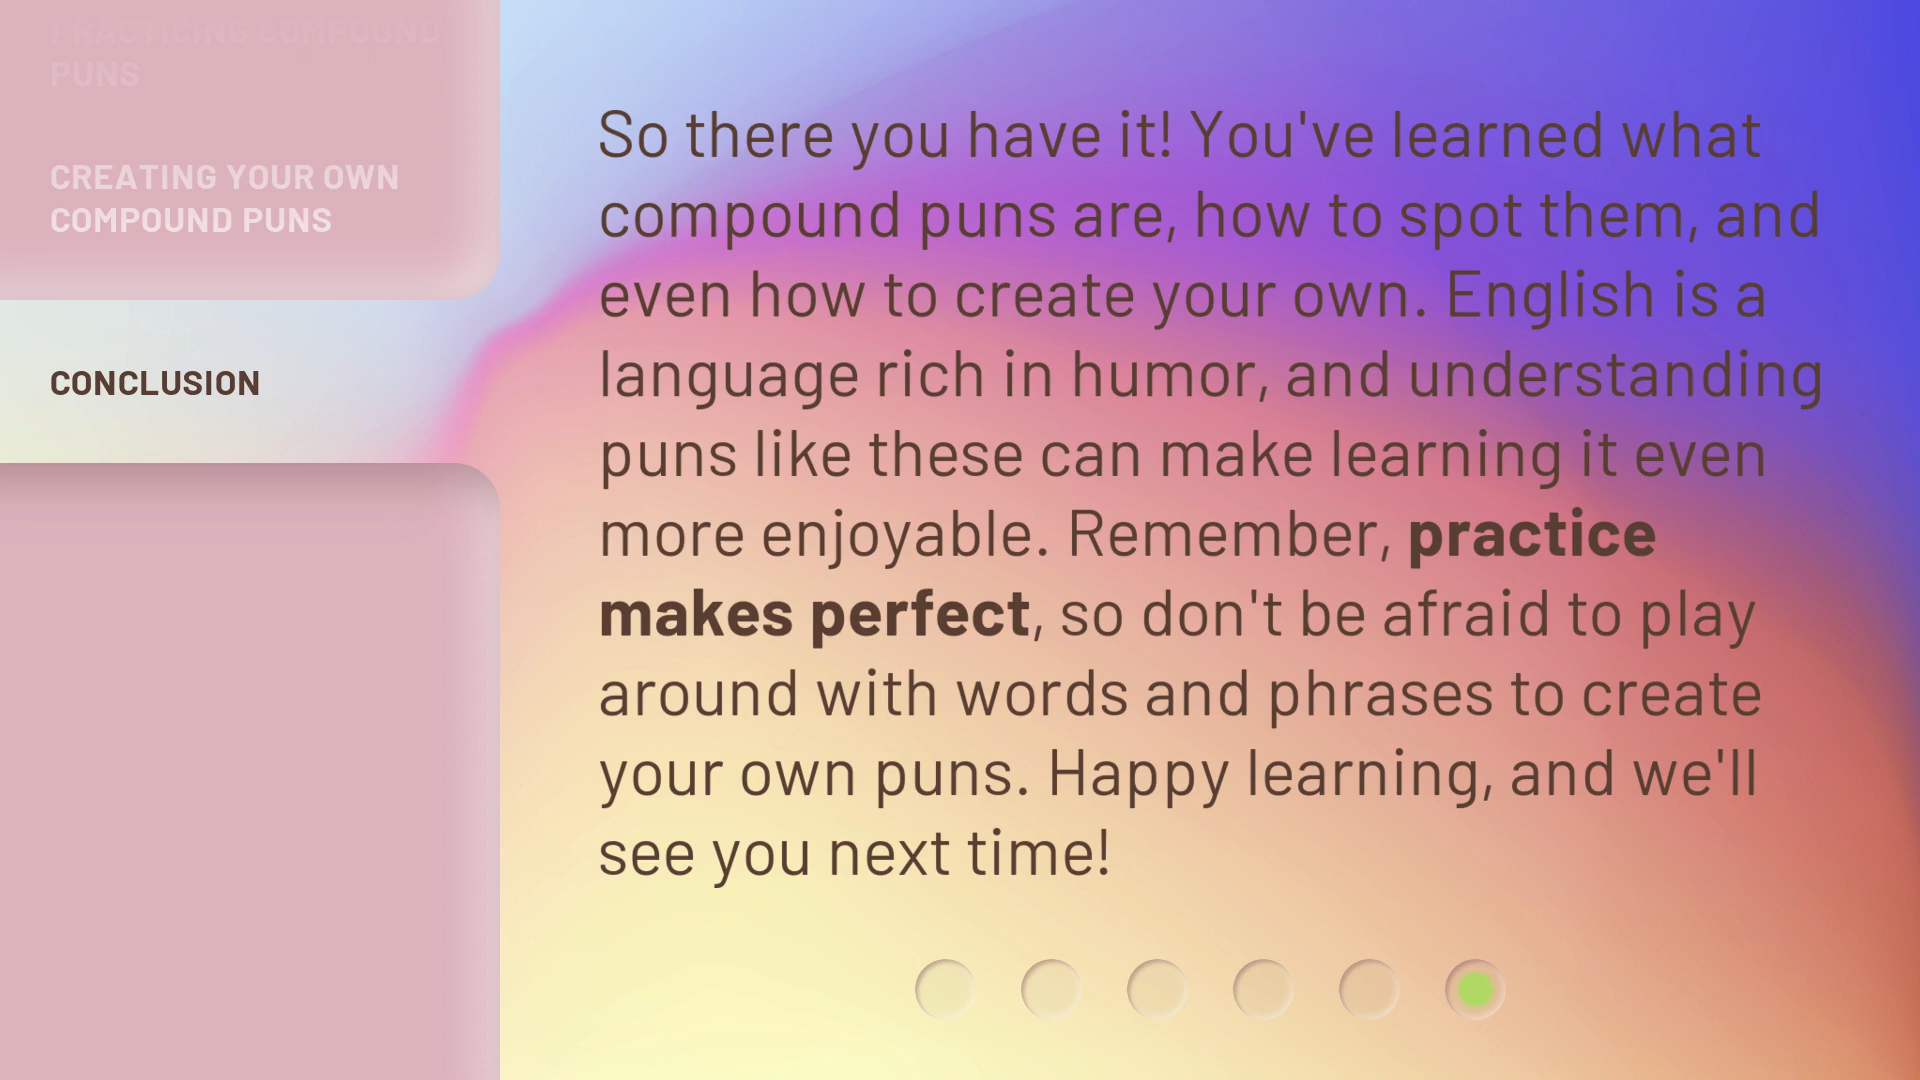 PRACTICING COMPOUND
PUNS
CREATING YOUR OWN
COMPOUND PUNS
CONCLUSION
So there you have it! You've learned what
compound puns are, how to spot them, and
even how to create your own. English is a
language rich in humor, and understanding
puns like these can make learning it even
more enjoyable. Remember, practice
makes perfect, so don't be afraid to play
around with words and phrases to create
your own puns. Happy learning, and we'll
see you next time!